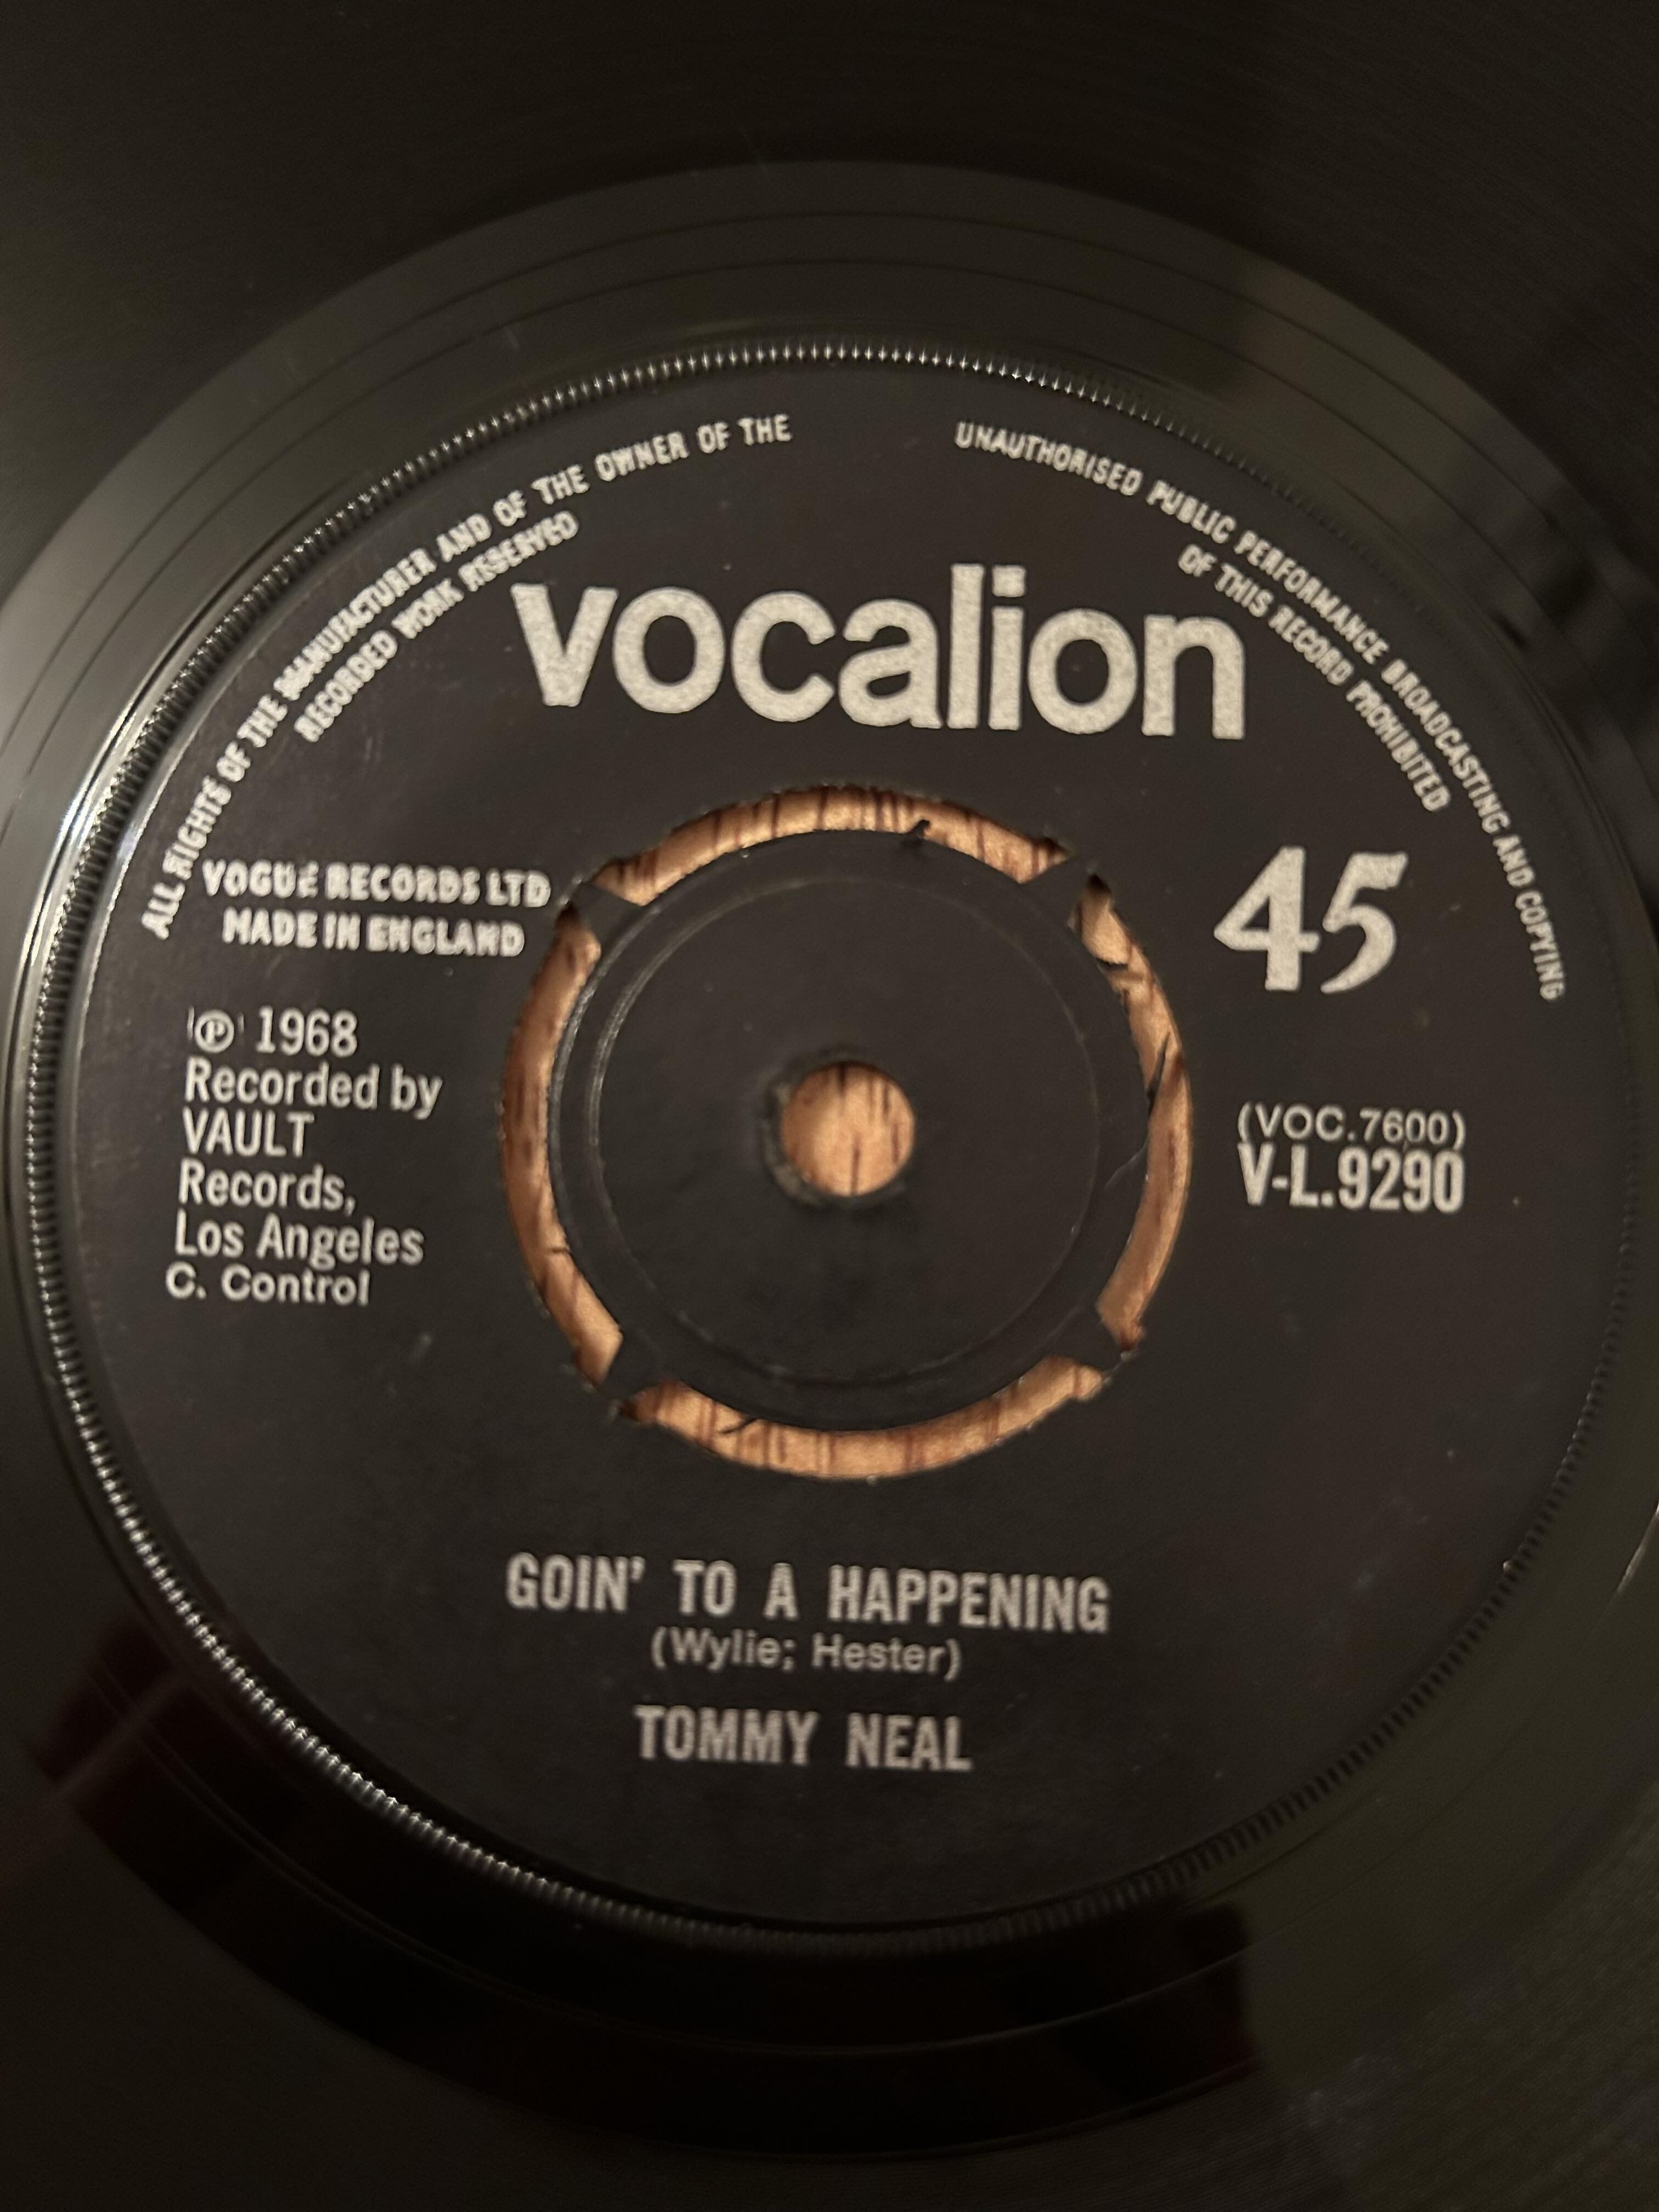 ALL RIGHTS OF THE MANUFACTURER AND OF THE OWNER OF THE
RECORDED WORK RESERVED
UNAUTHORISED PUBLIC PERFORMANCE BROADCASTING AND COPYING
OF THIS RECORD PROHIBITED
vocalion
VOGUE RECORDS LTD
MADE IN ENGLAND
45
℗ 1968
Recorded by
VAULT
Records,
Los Angeles
C. Control
(VOC.7600)
V-L.9290
GOIN' TO A HAPPENING
(Wylie; Hester)
TOMMY NEAL